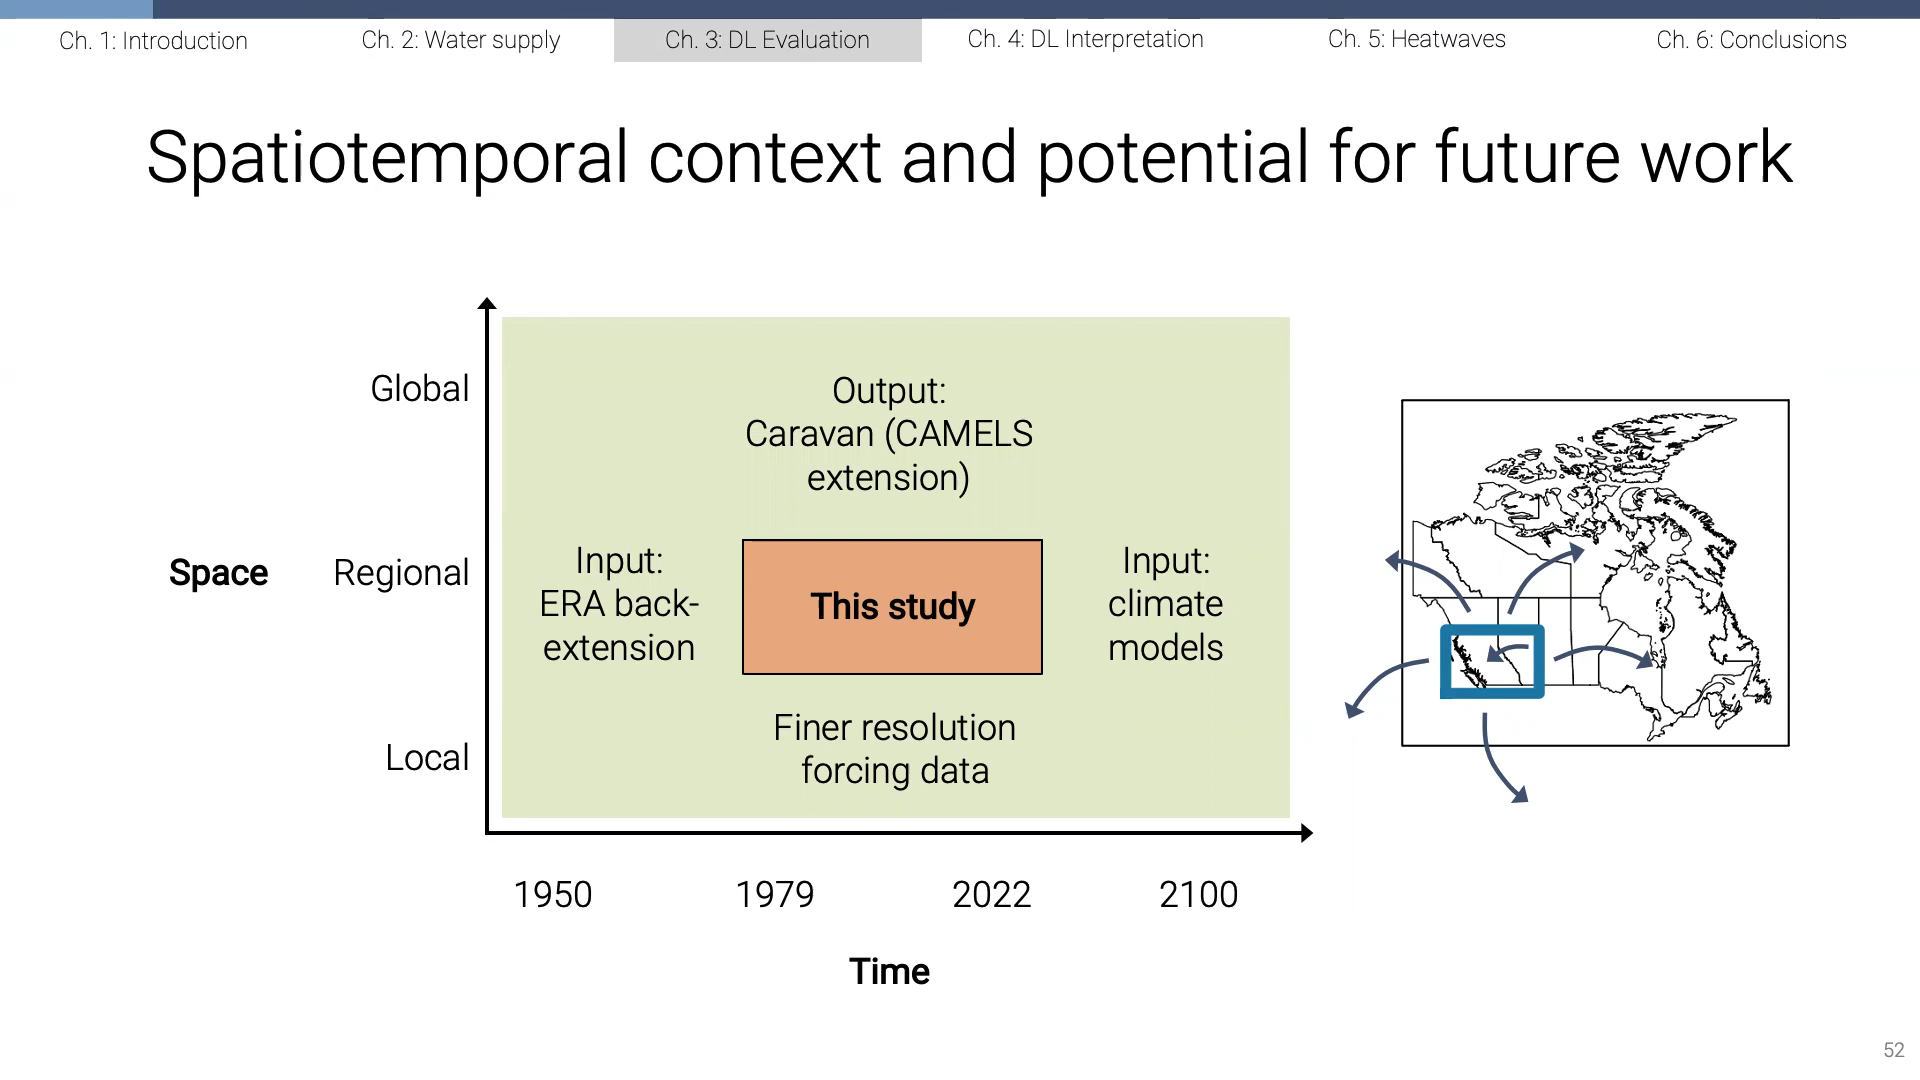 Ch. 1: Introduction
Ch. 2: Water supply
Ch. 3: DL Evaluation
Ch. 4: DL Interpretation
Ch. 5: Heatwaves
Ch. 6: Conclusions
Spatiotemporal context and potential for future work
Space
Global
Regional
Local
Output:
Caravan (CAMELS
extension)
Input:
ERA back-
extension
This study
Input:
climate
models
Finer resolution
forcing data
1950
1979
2022
2100
Time
52